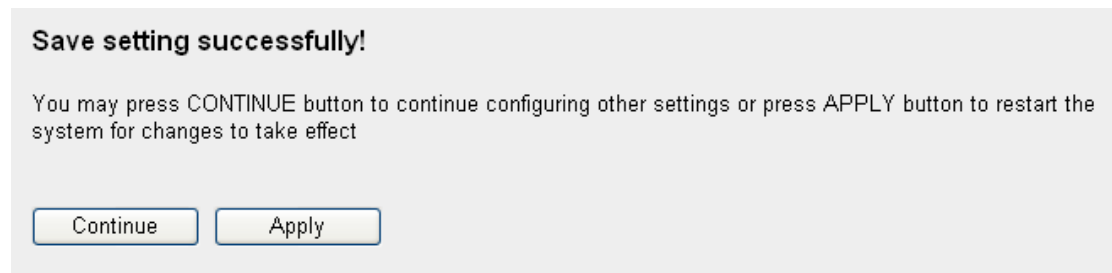 Save setting successfully!
You may press CONTINUE button to continue configuring other settings or press APPLY button to restart the
system for changes to take effect
Continue
Apply